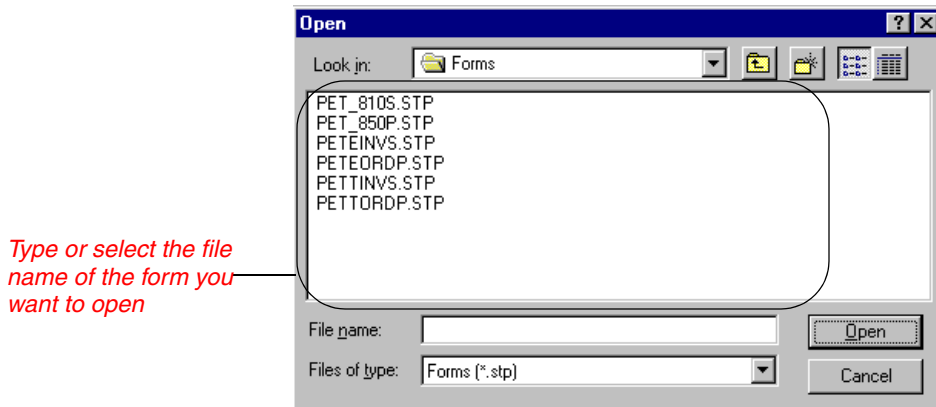 Open
Look in: Forms
PET_810S.STP
PET_850P.STP
PETEINVS.STP
PETEORDP.STP
PETTINVS.STP
PETTORDP.STP
Type or select the file
name of the form you
want to open
File name: Open
Files of type: Forms (*.stp) Cancel